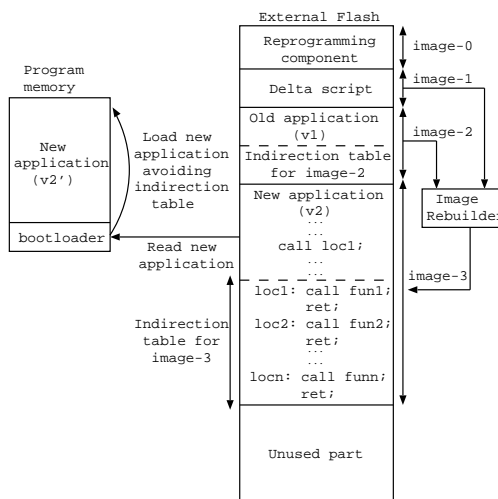 External Flash
Reprogramming
component
image-0
Delta script
image-1
Old application
(v1)
Indirection table
for image-2
image-2
Program
memory
New
application
(v2')
bootloader
Load new
application
avoiding
indirection
table
Read new
application
New application
(v2)
...
...
call loc1;
...
...
Image
Rebuilder
image-3
loc1: call fun1;
ret;
loc2: call fun2;
ret;
...
...
locn: call funn;
ret;
Indirection
table for
image-3
Unused part